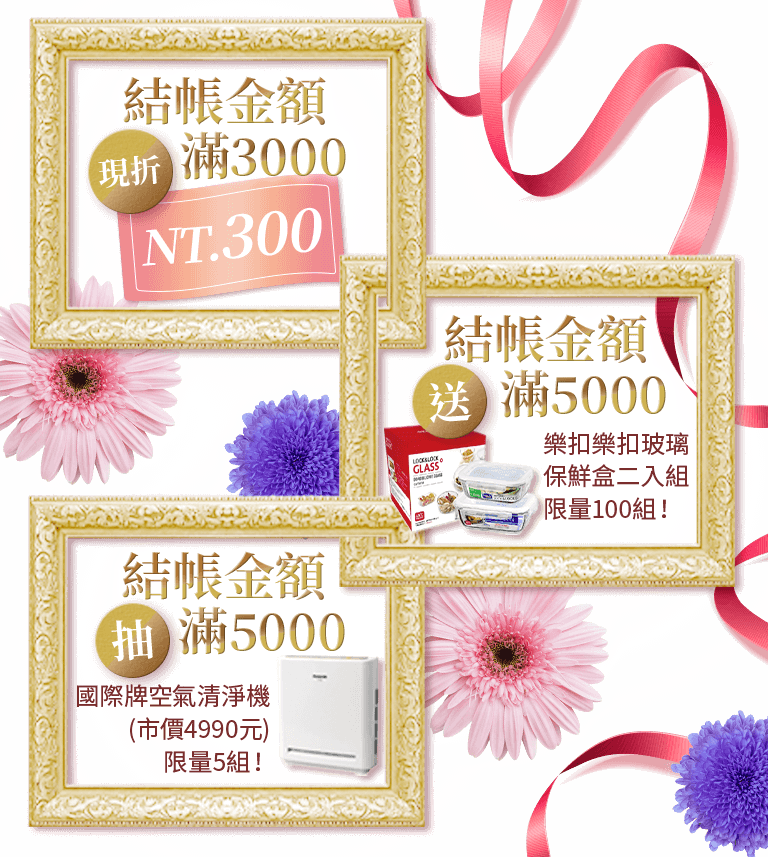 結帳金額
滿3000
現折
NT.300
結帳金額
滿5000
送
樂扣樂扣玻璃
保鮮盒二入組
限量100組！
LOCK&LOCK
GLASS
結帳金額
滿5000
抽
國際牌空氣清淨機
(市價4990元)
限量5組！